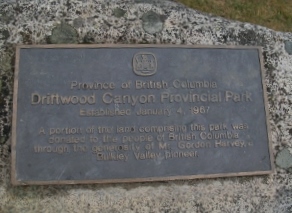 Province of British Columbia
Driftwood Canyon Provincial Park
Established January 4, 1967
A portion of the land comprising this park was
donated to the people of British Columbia
through the generosity of Mr. Gordon Harvey,
Bulkley Valley pioneer.